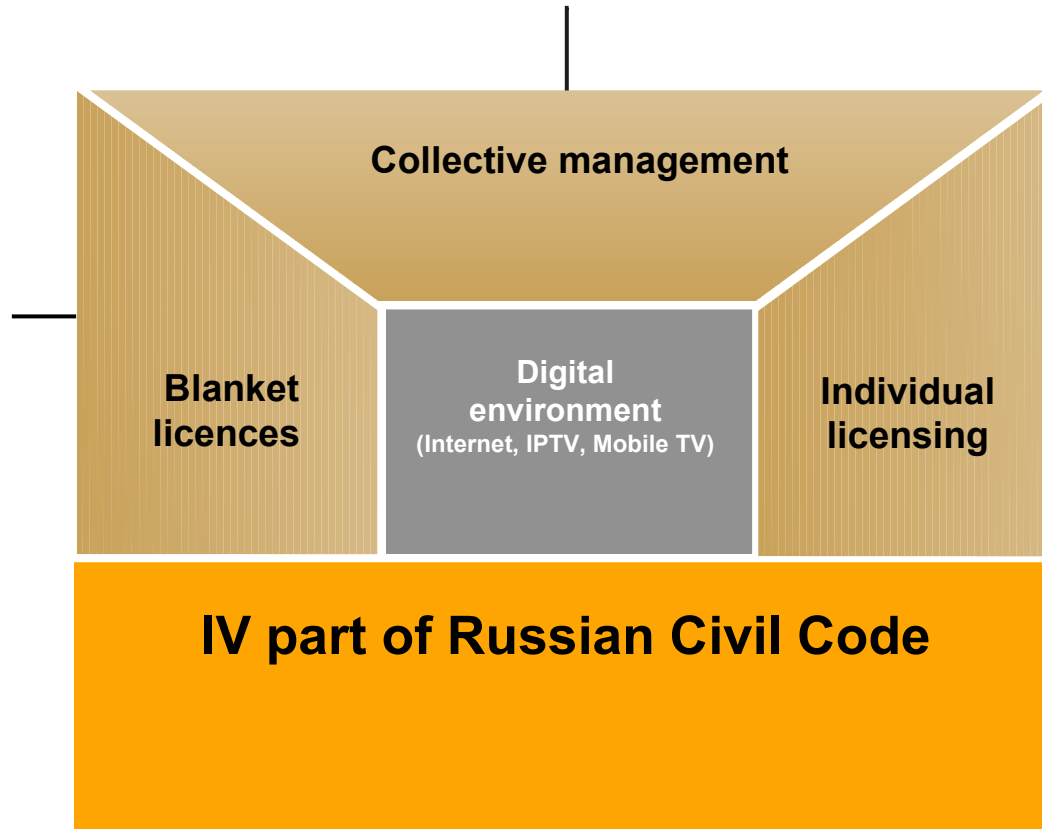 Collective management
Blanket
licences
Digital
environment
(Internet, IPTV, Mobile TV)
Individual
licensing
IV part of Russian Civil Code